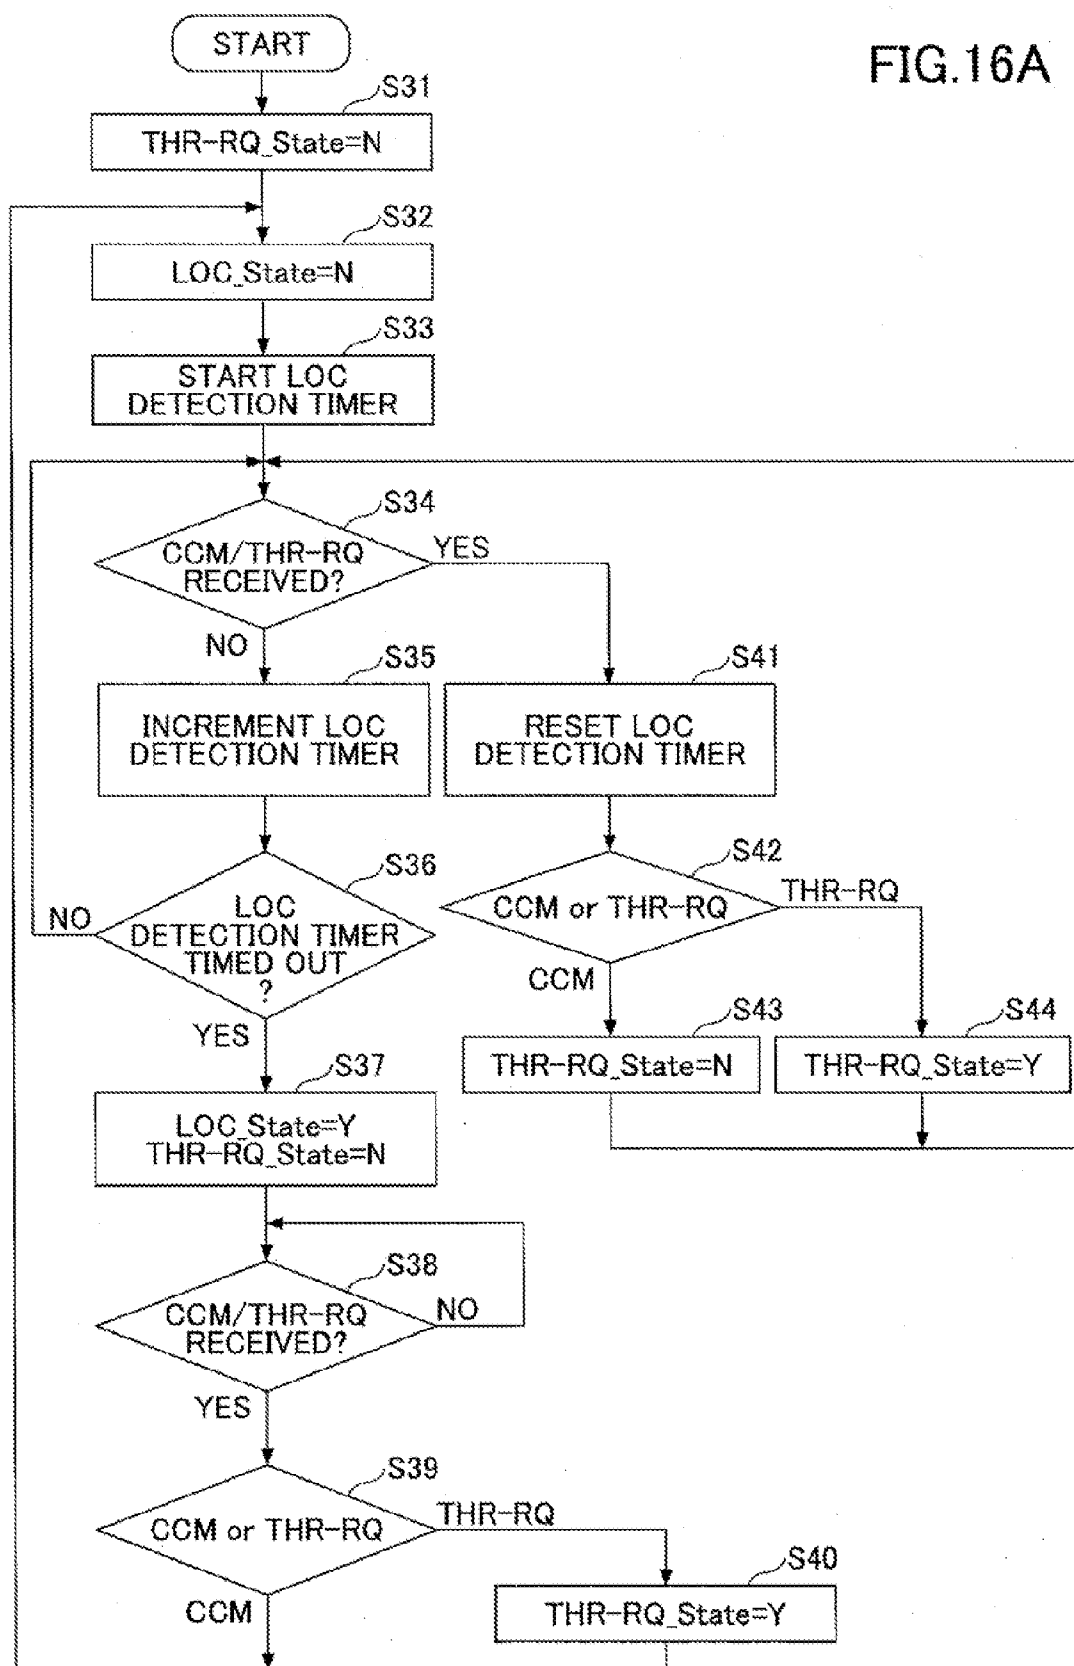 START
FIG.16A
S31
THR-RQ_State=N
S32
LOC_State=N
S33
START LOC
DETECTION TIMER
S34
CCM/THR-RQ
RECEIVED?
YES
NO
S35
INCREMENT LOC
DETECTION TIMER
S41
RESET LOC
DETECTION TIMER
S36
LOC
DETECTION TIMER
TIMED OUT
?
NO
YES
S42
CCM or THR-RQ
THR-RQ
CCM
S43
THR-RQ_State=N
S44
THR-RQ_State=Y
S37
LOC_State=Y
THR-RQ_State=N
S38
CCM/THR-RQ
RECEIVED?
NO
YES
S39
CCM or THR-RQ
THR-RQ
CCM
S40
THR-RQ_State=Y